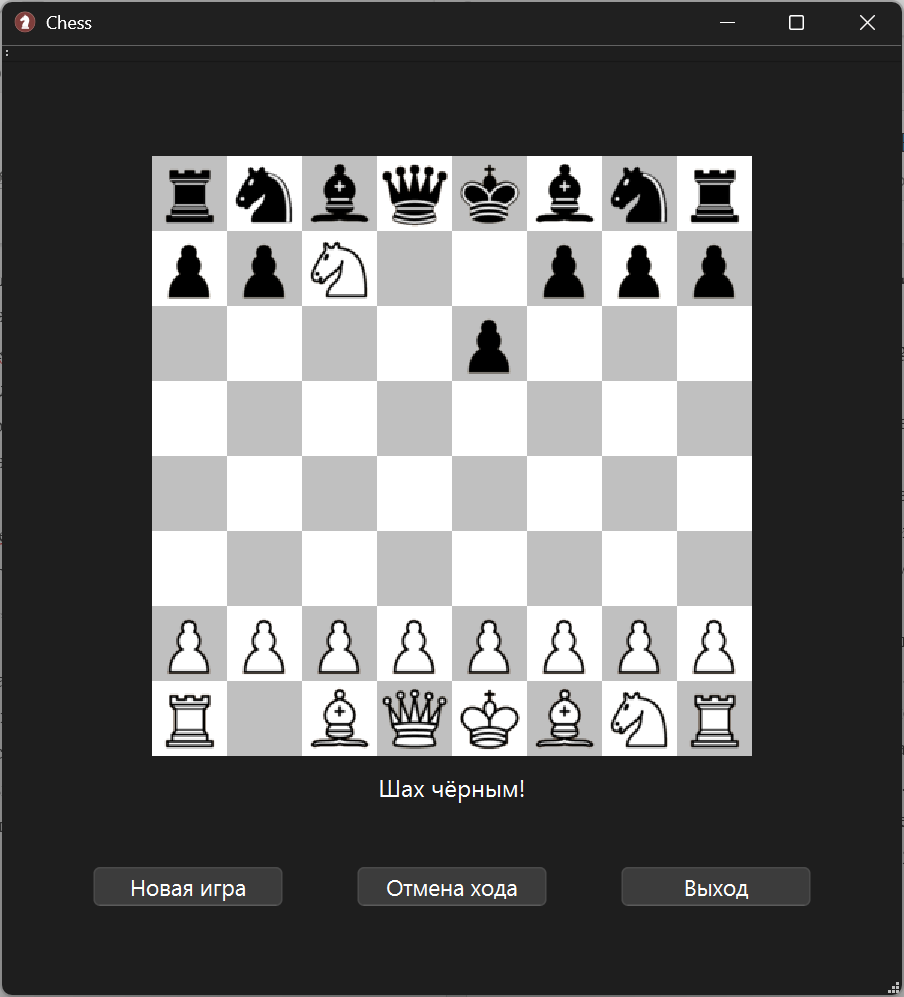 Chess
Шах чёрным!
Новая игра
Отмена хода
Выход